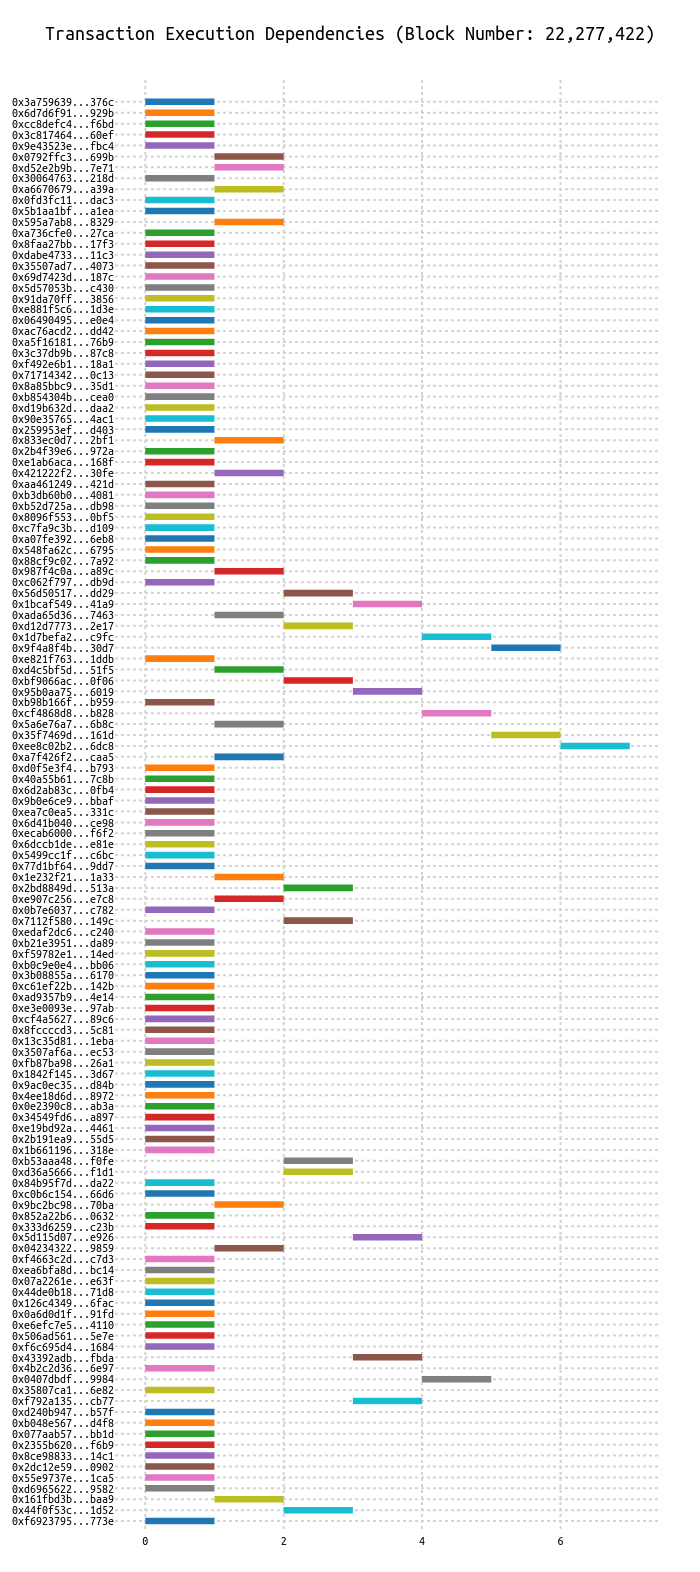 Transaction Execution Dependencies (Block Number: 22,277,422)
0x3a759639...376c
0x6d7d6f91...929b
0xcc8defc4...f6bd
0x3c817464...60ef
0x9e43523e...fbc4
0x0792ffc3...699b
0xd52e2b9b...7e71
0x30064763...218d
0xa6670679...a39a
0x0fd3fc11...dac3
0x5b1aa1bf...a1ea
0x595a7ab8...8329
0xa736cfe0...27ca
0x8faa27bb...17f3
0xdabe4733...11c3
0x35507ad7...4073
0x69d7423d...187c
0x5d57053b...c430
0x91da70ff...3856
0xe881f5c6...1d3e
0x06490495...e0e4
0xac76acd2...dd42
0xa5f16181...76b9
0x3c37db9b...87c8
0xf492e6b1...18a1
0x71714342...0c13
0x8a85bbc9...35d1
0xb854304b...cea0
0xd19b632d...daa2
0x90e35765...4ac1
0x259953ef...d403
0x833ec0d7...2bf1
0x2b4f39e6...972a
0xe1ab6aca...168f
0x421222f2...30fe
0xaa461249...421d
0xb3db60b0...4081
0xb52d725a...db98
0x8096f553...0bf5
0xc7fa9c3b...d109
0xa07fe392...6eb8
0x548fa62c...6795
0x88cf9c02...7a92
0x987f4c0a...a89c
0xc062f797...db9d
0x56d50517...dd29
0x1bcaf549...41a9
0xada65d36...7463
0xd12d7773...2e17
0x1d7befa2...c9fc
0x9f4a8f4b...30d7
0xe821f763...1ddb
0xd4c5bf5d...51f5
0xbf9066ac...0f06
0x95b0aa75...6019
0xb98b166f...b959
0xcf4868d8...b828
0x5a6e76a7...6b8c
0x35f7469d...161d
0xee8c02b2...6dc8
0xa7f426f2...caa5
0xd0f5e3f4...b793
0x40a55b61...7c8b
0x6d2ab83c...0fb4
0x9b0e6ce9...bbaf
0xea7c0ea5...331c
0x6d41b040...ce98
0xecab6000...f6f2
0x6dccb1de...e81e
0x5499cc1f...c6bc
0x77d1bf64...9dd7
0x1e232f21...1a33
0x2bd8849d...513a
0xe907c256...e7c8
0x0b7e6037...c782
0x7112f580...149c
0xedaf2dc6...c240
0xb21e3951...da89
0xf59782e1...14ed
0xb0c9e0e4...bb06
0x3b08855a...6170
0xc61ef22b...142b
0xad9357b9...4e14
0xe3e0093e...97ab
0xcf4a5627...89c6
0x8fccccd3...5c81
0x13c35d81...1eba
0x3507af6a...ec53
0xfb87ba98...26a1
0x1842f145...3d67
0x9ac0ec35...d84b
0x4ee18d6d...8972
0x0e2390c8...ab3a
0x34549fd6...a897
0xe19bd92a...4461
0x2b191ea9...55d5
0x1b661196...318e
0xb53aaa48...f0fe
0xd36a5666...f1d1
0x84b95f7d...da22
0xc0b6c154...66d6
0x9bc2bc98...70ba
0x852a22b6...0632
0x333d6259...c23b
0x5d115d07...e926
0x04234322...9859
0xf4663c2d...c7d3
0xea6bfa8d...bc14
0x07a2261e...e63f
0x44de0b18...71d8
0x126c4349...6fac
0x0a6d0d1f...91fd
0xe6efc7e5...4110
0x506ad561...5e7e
0xf6c695d4...1684
0x43392adb...fbda
0x4b2c2d36...6e97
0x0407dbdf...9984
0x35807ca1...6e82
0xf792a135...cb77
0xd240b947...b57f
0xb048e567...d4f8
0x077aab57...bb1d
0x2355b620...f6b9
0x8ce98833...14c1
0x2dc12e59...0902
0x55e9737e...1ca5
0xd6965622...9582
0x161fbd3b...baa9
0x44f0f53c...1d52
0xf6923795...773e
0 2 4 6